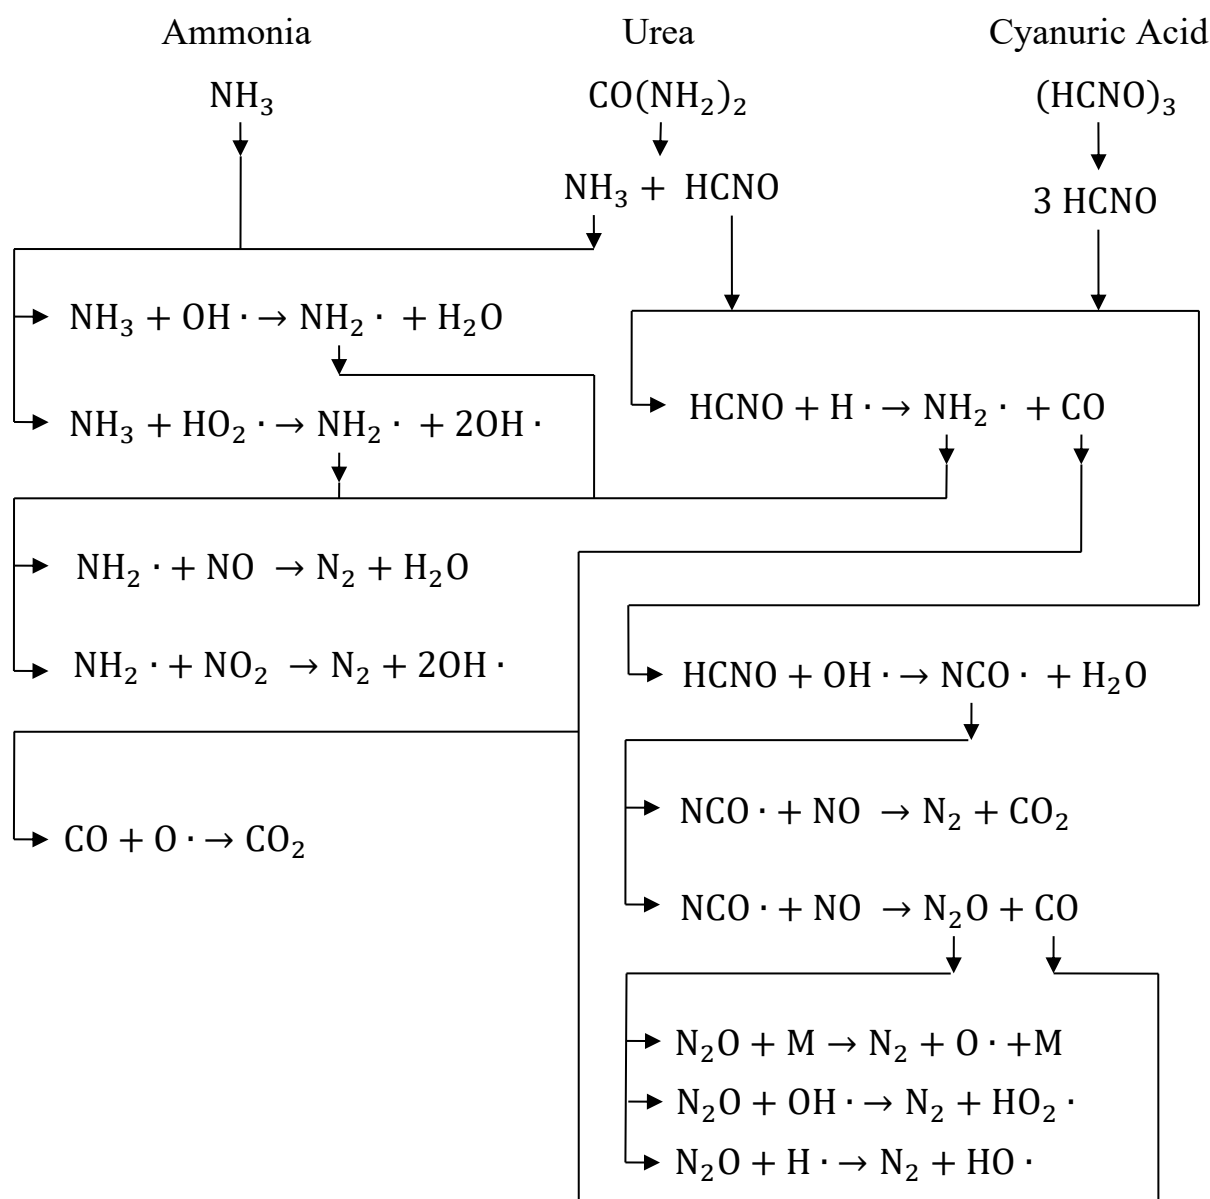 Ammonia Urea Cyanuric Acid
NH₃ CO(NH₂)₂ (HCNO)₃
NH₃ + HCNO 3 HCNO
NH₃ + OH · → NH₂ · + H₂O
HCNO + H · → NH₂ · + CO
NH₃ + HO₂ · → NH₂ · + 2OH ·
NH₂ · + NO → N₂ + H₂O
NH₂ · + NO₂ → N₂ + 2OH ·
HCNO + OH · → NCO · + H₂O
NCO · + NO → N₂ + CO₂
CO + O · → CO₂
NCO · + NO → N₂O + CO
N₂O + M → N₂ + O · +M
N₂O + OH · → N₂ + HO₂ ·
N₂O + H · → N₂ + HO ·